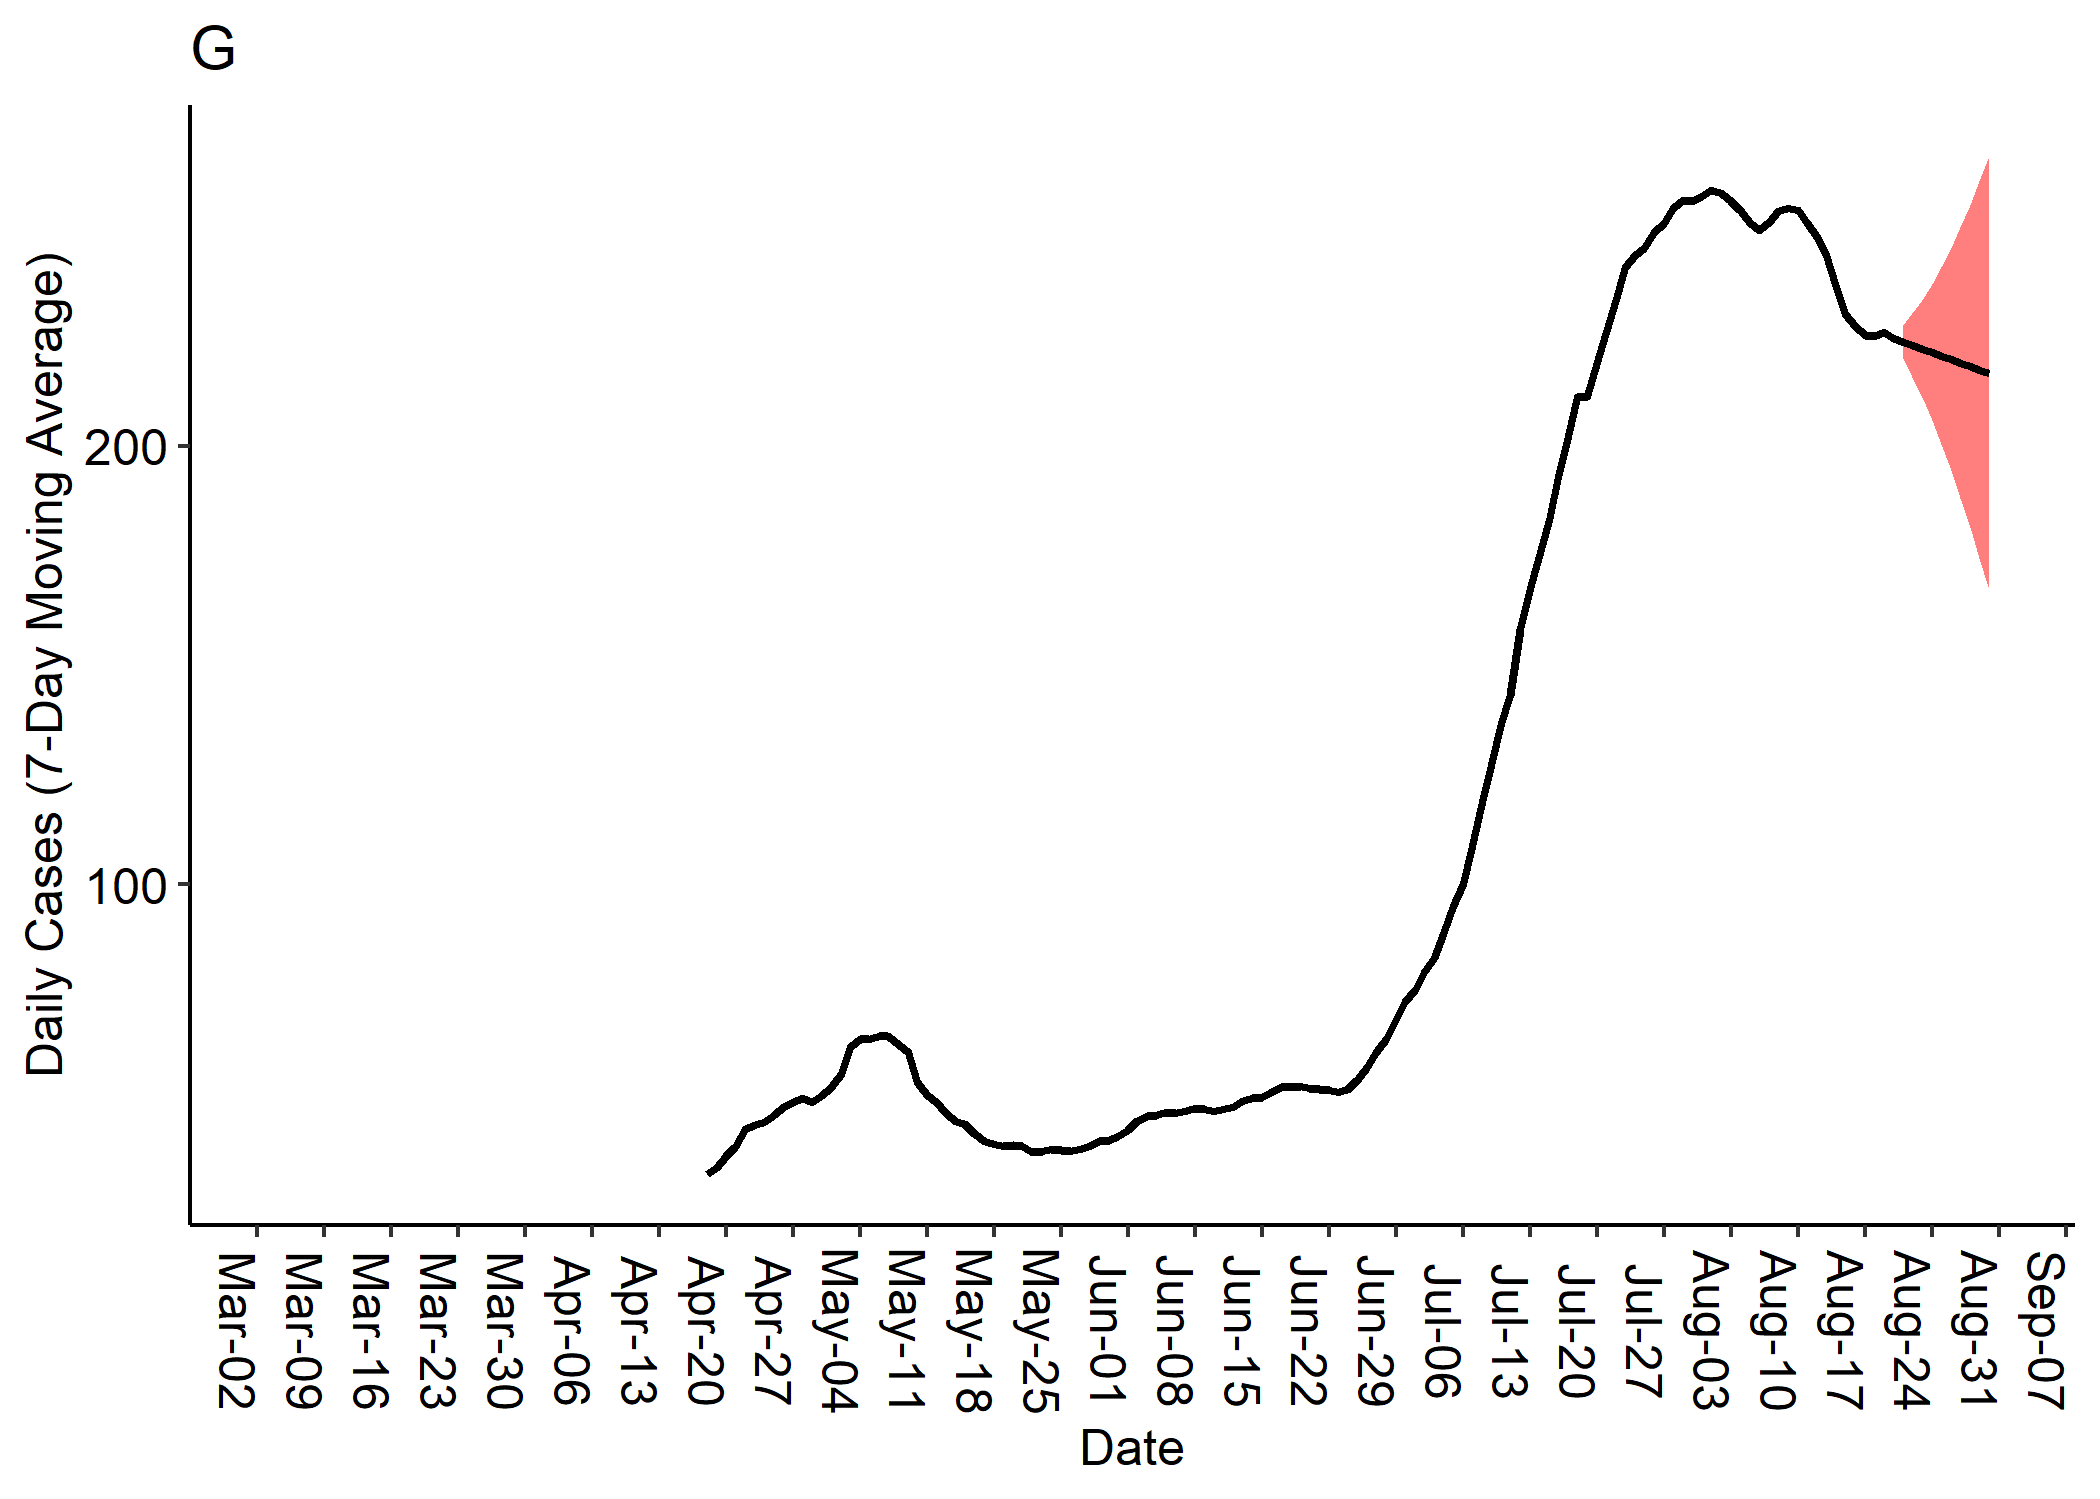 G
Daily Cases (7-Day Moving Average)
200
100
Mar-02
Mar-09
Mar-16
Mar-23
Mar-30
Apr-06
Apr-13
Apr-20
Apr-27
May-04
May-11
May-18
May-25
Jun-01
Jun-08
Jun-15
Jun-22
Jun-29
Jul-06
Jul-13
Jul-20
Jul-27
Aug-03
Aug-10
Aug-17
Aug-24
Aug-31
Sep-07
Date